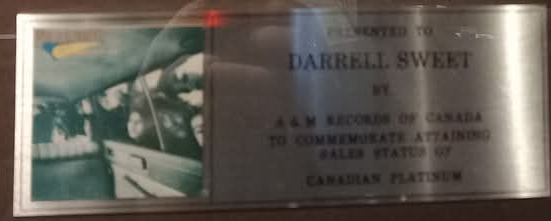 PRESENTED TO
DARRELL SWEET
BY
A & M RECORDS OF CANADA
TO COMMEMORATE ATTAINING
SALES STATUS OF
CANADIAN PLATINUM